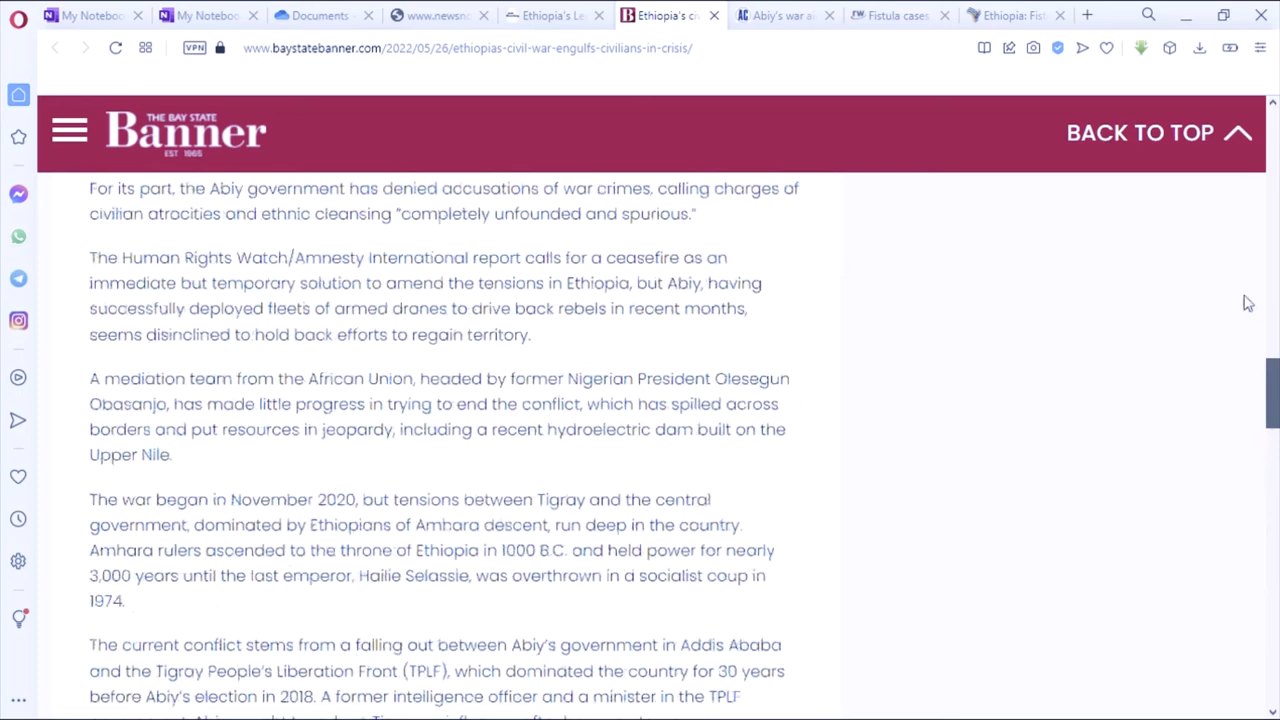 My Notebo
My Notebo
Documents -
www.newsn
Ethiopia's Le
Ethiopia's ci
Abiy's war ai
Fistula cases
Ethiopia: Fist
VPN
www.baystatebanner.com/2022/05/26/ethiopias-civil-war-engulfs-civilians-in-crisis/
THE BAY STATE
Banner
EST 1965
BACK TO TOP
For its part, the Abiy government has denied accusations of war crimes, calling charges of
civilian atrocities and ethnic cleansing “completely unfounded and spurious.”
The Human Rights Watch/Amnesty International report calls for a ceasefire as an
immediate but temporary solution to amend the tensions in Ethiopia, but Abiy, having
successfully deployed fleets of armed drones to drive back rebels in recent months,
seems disinclined to hold back efforts to regain territory.
A mediation team from the African Union, headed by former Nigerian President Olesegun
Obasanjo, has made little progress in trying to end the conflict, which has spilled across
borders and put resources in jeopardy, including a recent hydroelectric dam built on the
Upper Nile.
The war began in November 2020, but tensions between Tigray and the central
government, dominated by Ethiopians of Amhara descent, run deep in the country.
Amhara rulers ascended to the throne of Ethiopia in 1000 B.C. and held power for nearly
3,000 years until the last emperor, Hailie Selassie, was overthrown in a socialist coup in
1974.
The current conflict stems from a falling out between Abiy’s government in Addis Ababa
and the Tigray People’s Liberation Front (TPLF), which dominated the country for 30 years
before Abiy’s election in 2018. A former intelligence officer and a minister in the TPLF